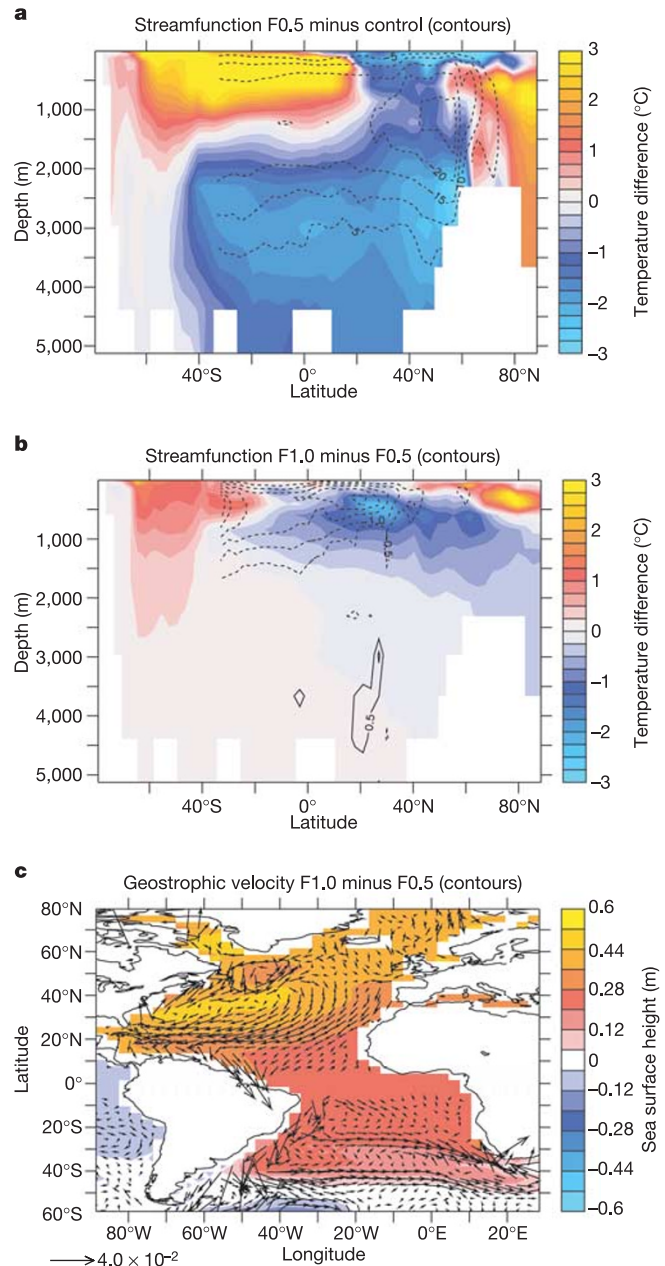 a
Streamfunction F0.5 minus control (contours)
Depth (m)
1,000
2,000
3,000
4,000
5,000
40°S
0°
40°N
80°N
Latitude
-20
-15
3
2
1
0
–1
–2
–3
Temperature difference (°C)
b
Streamfunction F1.0 minus F0.5 (contours)
Depth (m)
1,000
2,000
3,000
4,000
5,000
0.5
40°S
0°
40°N
80°N
Latitude
3
2
1
0
–1
–2
–3
Temperature difference (°C)
c
Geostrophic velocity F1.0 minus F0.5 (contours)
Latitude
80°N
60°N
40°N
20°N
0°
20°S
40°S
60°S
80°W
60°W
40°W
20°W
0°E
20°E
Longitude
4.0 × 10⁻²
0.6
0.44
0.28
0.12
0
–0.12
–0.28
–0.44
–0.6
Sea surface height (m)